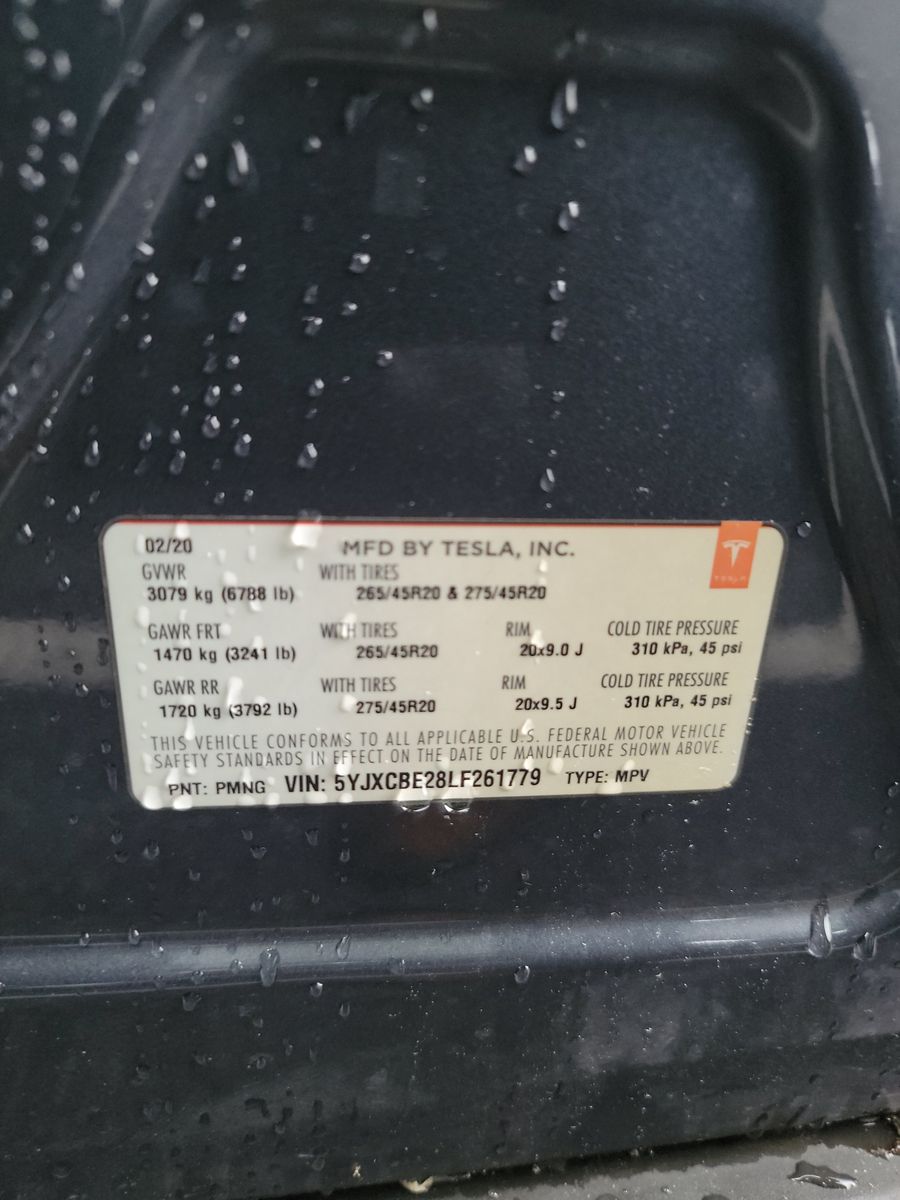 02/20 MFD BY TESLA, INC.
TESLA
GVWR WITH TIRES
3079 kg (6788 lb) 265/45R20 & 275/45R20
GAWR FRT WITH TIRES RIM COLD TIRE PRESSURE
1470 kg (3241 lb) 265/45R20 20x9.0 J 310 kPa, 45 psi
GAWR RR WITH TIRES RIM COLD TIRE PRESSURE
1720 kg (3792 lb) 275/45R20 20x9.5 J 310 kPa, 45 psi
THIS VEHICLE CONFORMS TO ALL APPLICABLE U.S. FEDERAL MOTOR VEHICLE
SAFETY STANDARDS IN EFFECT ON THE DATE OF MANUFACTURE SHOWN ABOVE.
PNT: PMNG VIN: 5YJXCBE28LF261779 TYPE: MPV